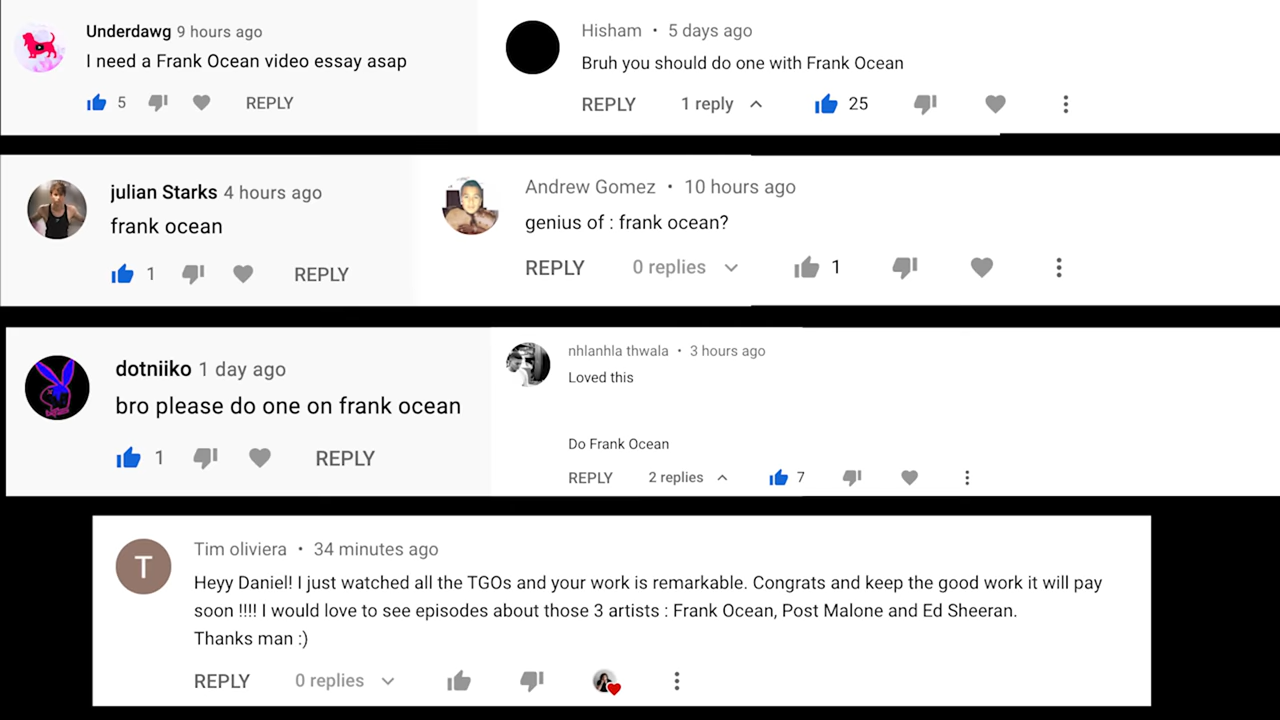 Underdawg 9 hours ago
I need a Frank Ocean video essay asap
5 REPLY
Hisham • 5 days ago
Bruh you should do one with Frank Ocean
REPLY 1 reply 25
julian Starks 4 hours ago
frank ocean
1 REPLY
Andrew Gomez • 10 hours ago
genius of : frank ocean?
REPLY 0 replies 1
dotniiko 1 day ago
bro please do one on frank ocean
1 REPLY
nhlanhla thwala • 3 hours ago
Loved this
Do Frank Ocean
REPLY 2 replies 7
T
Tim oliviera • 34 minutes ago
Heyy Daniel! I just watched all the TGOs and your work is remarkable. Congrats and keep the good work it will pay
soon !!!! I would love to see episodes about those 3 artists : Frank Ocean, Post Malone and Ed Sheeran.
Thanks man :)
REPLY 0 replies